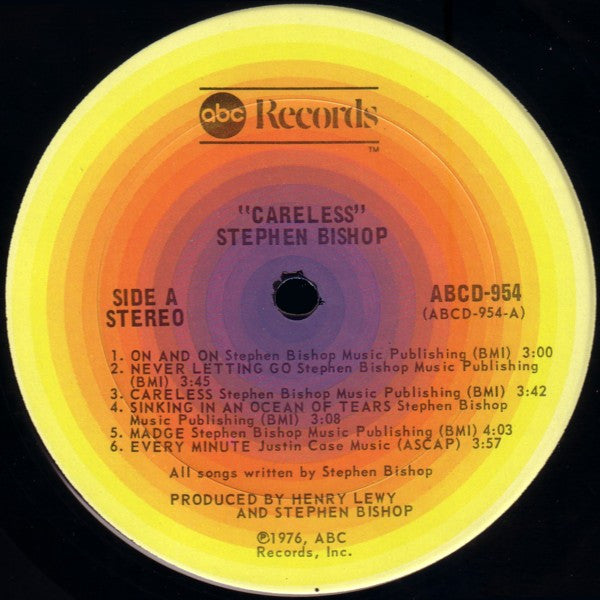 abc Records
TM
"CARELESS"
STEPHEN BISHOP
SIDE A
STEREO
ABCD-954
(ABCD-954-A)
1. ON AND ON Stephen Bishop Music Publishing (BMI) 3:00
2. NEVER LETTING GO Stephen Bishop Music Publishing
(BMI) 3:45
3. CARELESS Stephen Bishop Music Publishing (BMI) 3:42
4. SINKING IN AN OCEAN OF TEARS Stephen Bishop
Music Publishing (BMI) 3:08
5. MADGE Stephen Bishop Music Publishing (BMI) 4:03
6. EVERY MINUTE Justin Case Music (ASCAP) 3:57
All songs written by Stephen Bishop
PRODUCED BY HENRY LEWY
AND STEPHEN BISHOP
℗1976, ABC
Records, Inc.